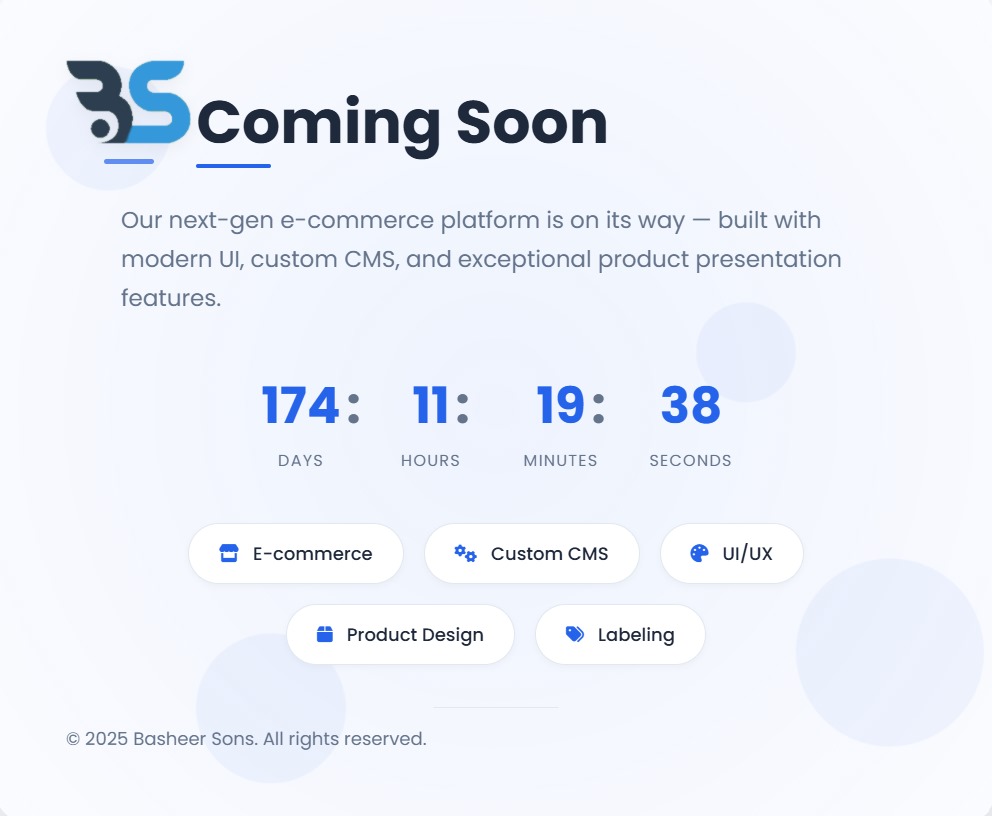 BS
Coming Soon
Our next-gen e-commerce platform is on its way — built with
modern UI, custom CMS, and exceptional product presentation
features.
174 : 11 : 19 : 38
DAYS HOURS MINUTES SECONDS
E-commerce Custom CMS UI/UX
Product Design Labeling
© 2025 Basheer Sons. All rights reserved.